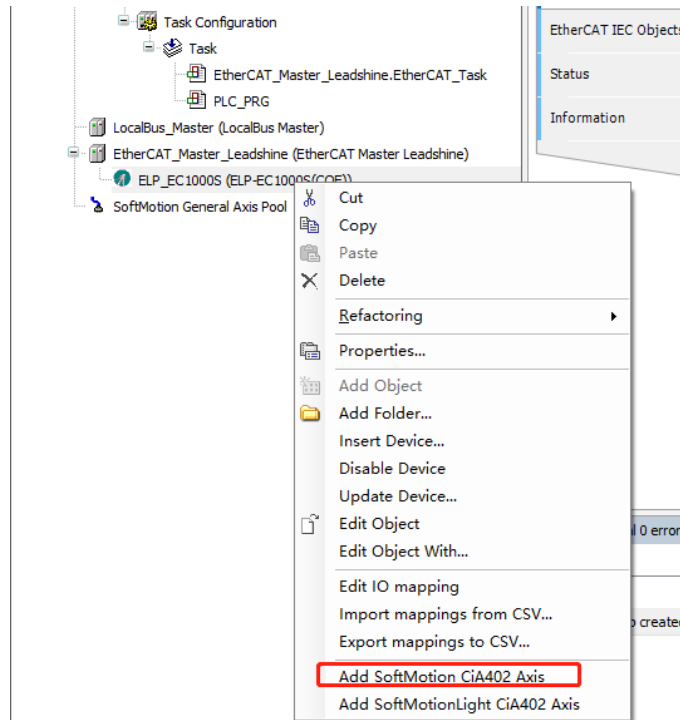 Task Configuration
Task
EtherCAT_Master_Leadshine.EtherCAT_Task
PLC_PRG
LocalBus_Master (LocalBus Master)
EtherCAT_Master_Leadshine (EtherCAT Master Leadshine)
ELP_EC1000S (ELP-EC1000S(COE))
SoftMotion General Axis Pool
EtherCAT IEC Objects
Status
Information
Cut
Copy
Paste
Delete
Refactoring
Properties...
Add Object
Add Folder...
Insert Device...
Disable Device
Update Device...
Edit Object
Edit Object With...
Edit IO mapping
Import mappings from CSV...
Export mappings to CSV...
Add SoftMotion CiA402 Axis
Add SoftMotionLight CiA402 Axis
0 error
create